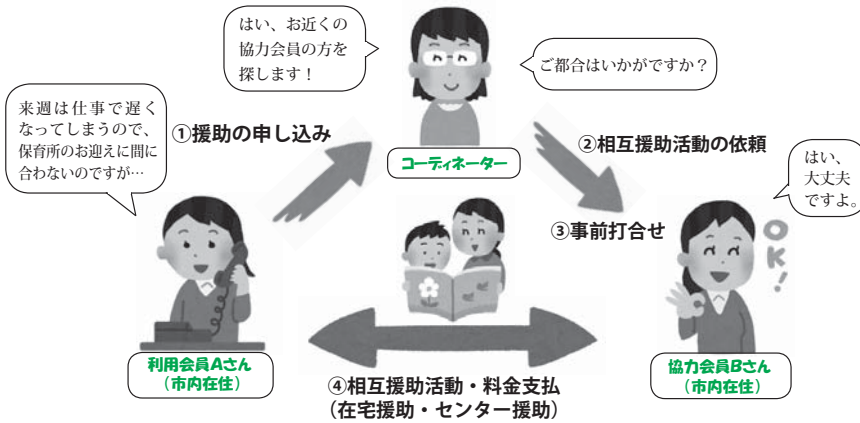 はい、お近くの
協力会員の方を
探します！
ご都合はいかがですか？
来週は仕事で遅く
なってしまうので、
保育所のお迎えに間に
合わないのですが…
①援助の申し込み
コーディネーター
②相互援助活動の依頼
はい、
大丈夫
ですよ。
③事前打合せ
OK!
利用会員Aさん
（市内在住）
④相互援助活動・料金支払
（在宅援助・センター援助）
協力会員Bさん
（市内在住）